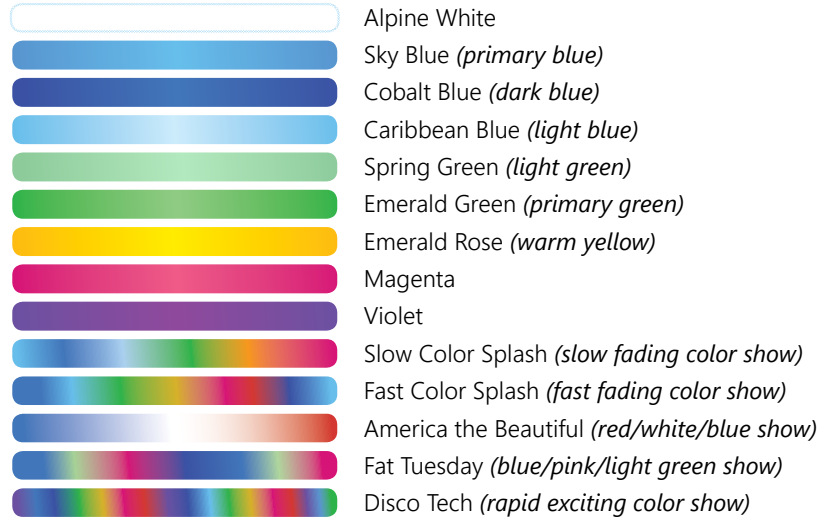 Alpine White
Sky Blue (primary blue)
Cobalt Blue (dark blue)
Caribbean Blue (light blue)
Spring Green (light green)
Emerald Green (primary green)
Emerald Rose (warm yellow)
Magenta
Violet
Slow Color Splash (slow fading color show)
Fast Color Splash (fast fading color show)
America the Beautiful (red/white/blue show)
Fat Tuesday (blue/pink/light green show)
Disco Tech (rapid exciting color show)